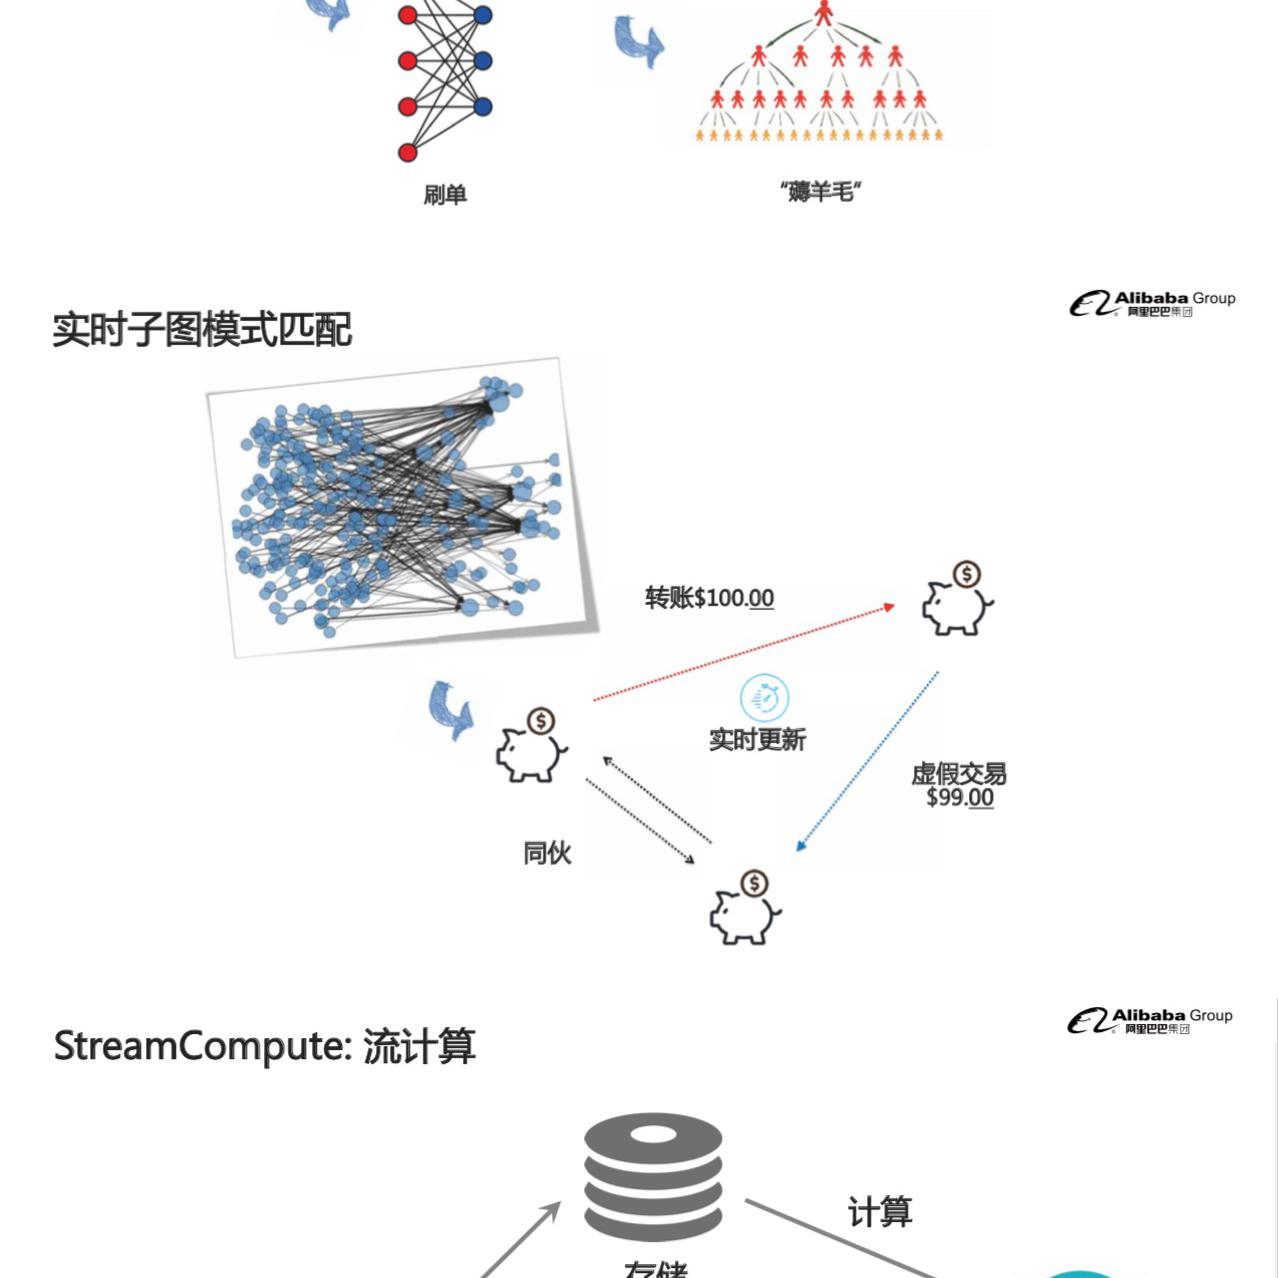 刷单
“薅羊毛“
Alibaba Group
阿里巴巴集团
实时子图模式匹配
转账$100.00
实时更新
虚假交易
$99.00
同伙
Alibaba Group
阿里巴巴集团
StreamCompute: 流计算
计算
存储